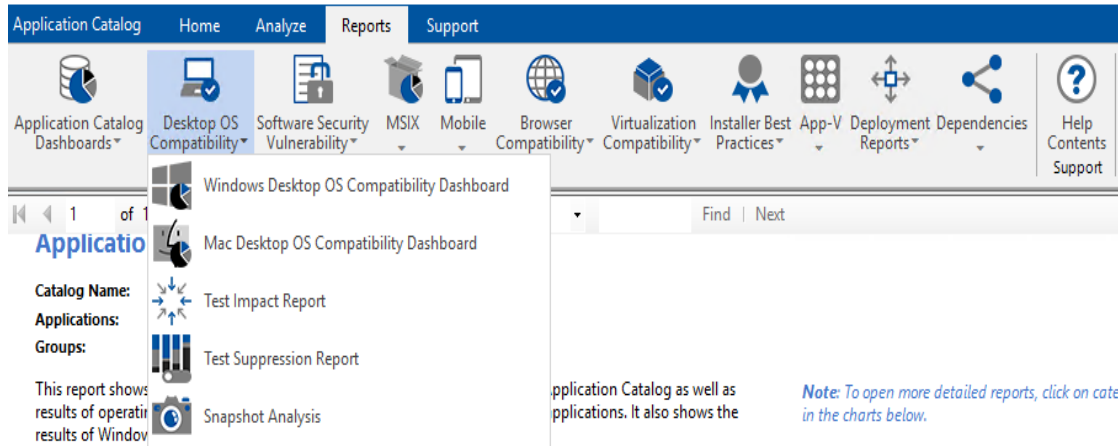 Application Catalog Home Analyze Reports Support
Application Catalog Dashboards
Desktop OS Compatibility
Software Security Vulnerability
MSIX
Mobile
Browser Compatibility
Virtualization Compatibility
Installer Best Practices
App-V
Deployment Reports
Dependencies
Help Contents
Support
Windows Desktop OS Compatibility Dashboard
1 of 1 Find | Next
Mac Desktop OS Compatibility Dashboard
Catalog Name:
Test Impact Report
Applications:
Groups:
Test Suppression Report
This report shows Application Catalog as well as
results of applications. It also shows the
results of
Snapshot Analysis
Note: To open more detailed reports, click on
in the charts below.